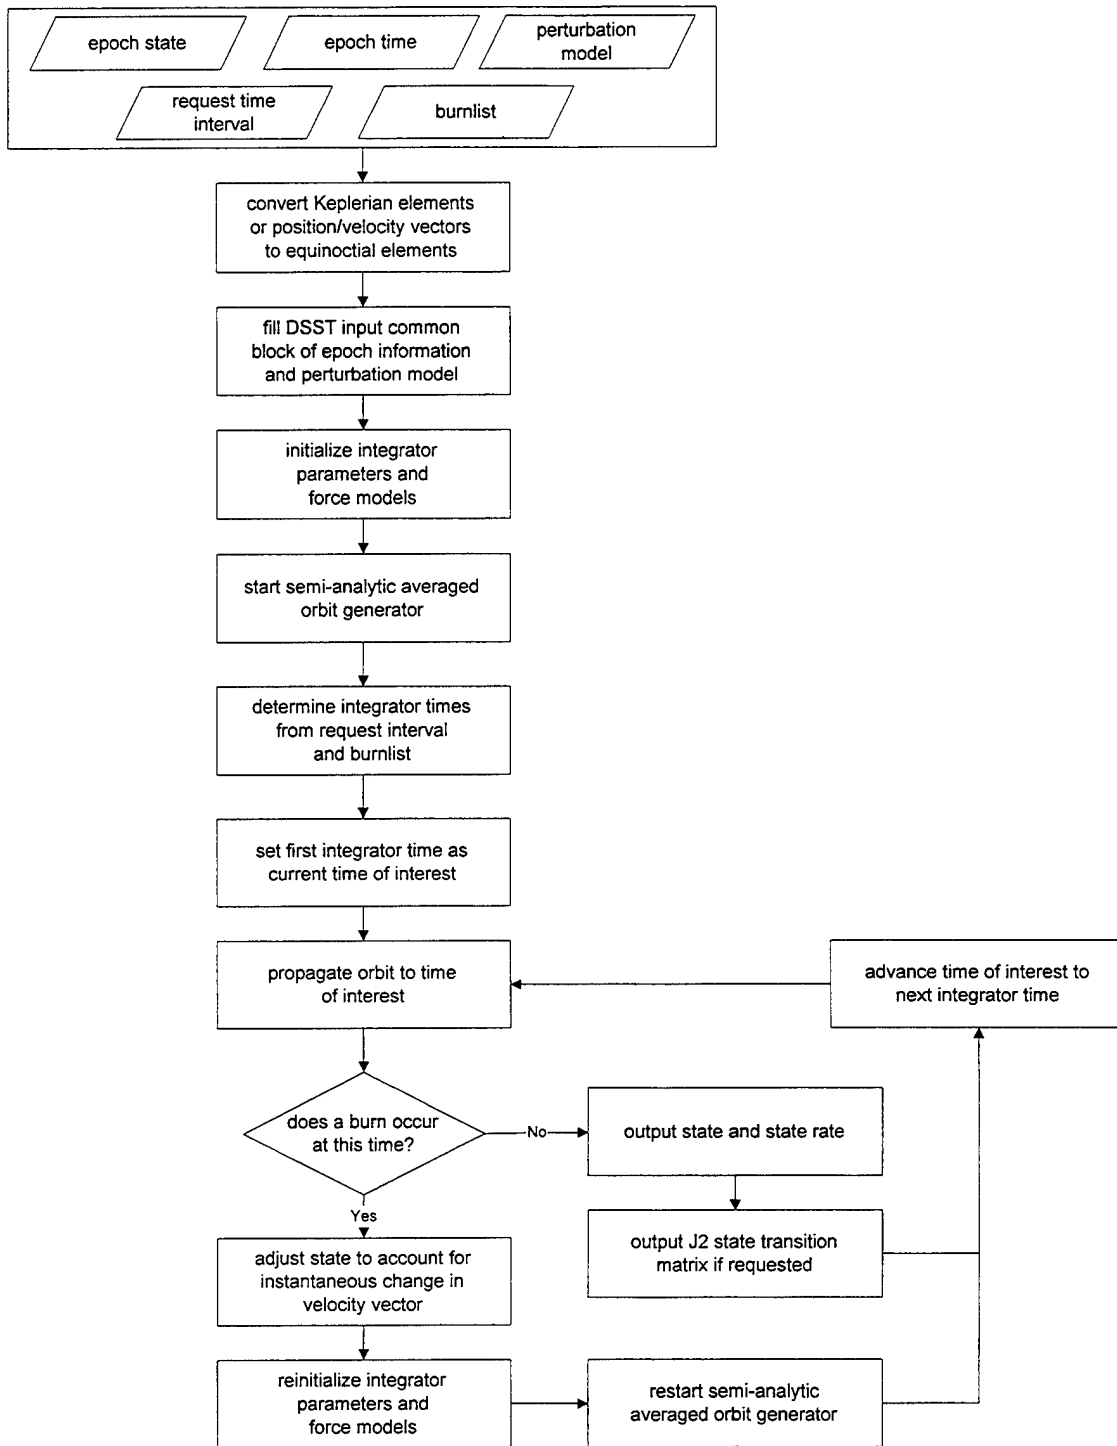 epoch state
epoch time
perturbation
model
request time
interval
burnlist
convert Keplerian elements
or position/velocity vectors
to equinoctial elements
fill DSST input common
block of epoch information
and perturbation model
initialize integrator
parameters and
force models
start semi-analytic averaged
orbit generator
determine integrator times
from request interval
and burnlist
set first integrator time as
current time of interest
propagate orbit to time
of interest
advance time of interest to
next integrator time
does a burn occur
at this time?
No
output state and state rate
Yes
output J2 state transition
matrix if requested
adjust state to account for
instantaneous change in
velocity vector
reinitialize integrator
parameters and
force models
restart semi-analytic
averaged orbit generator